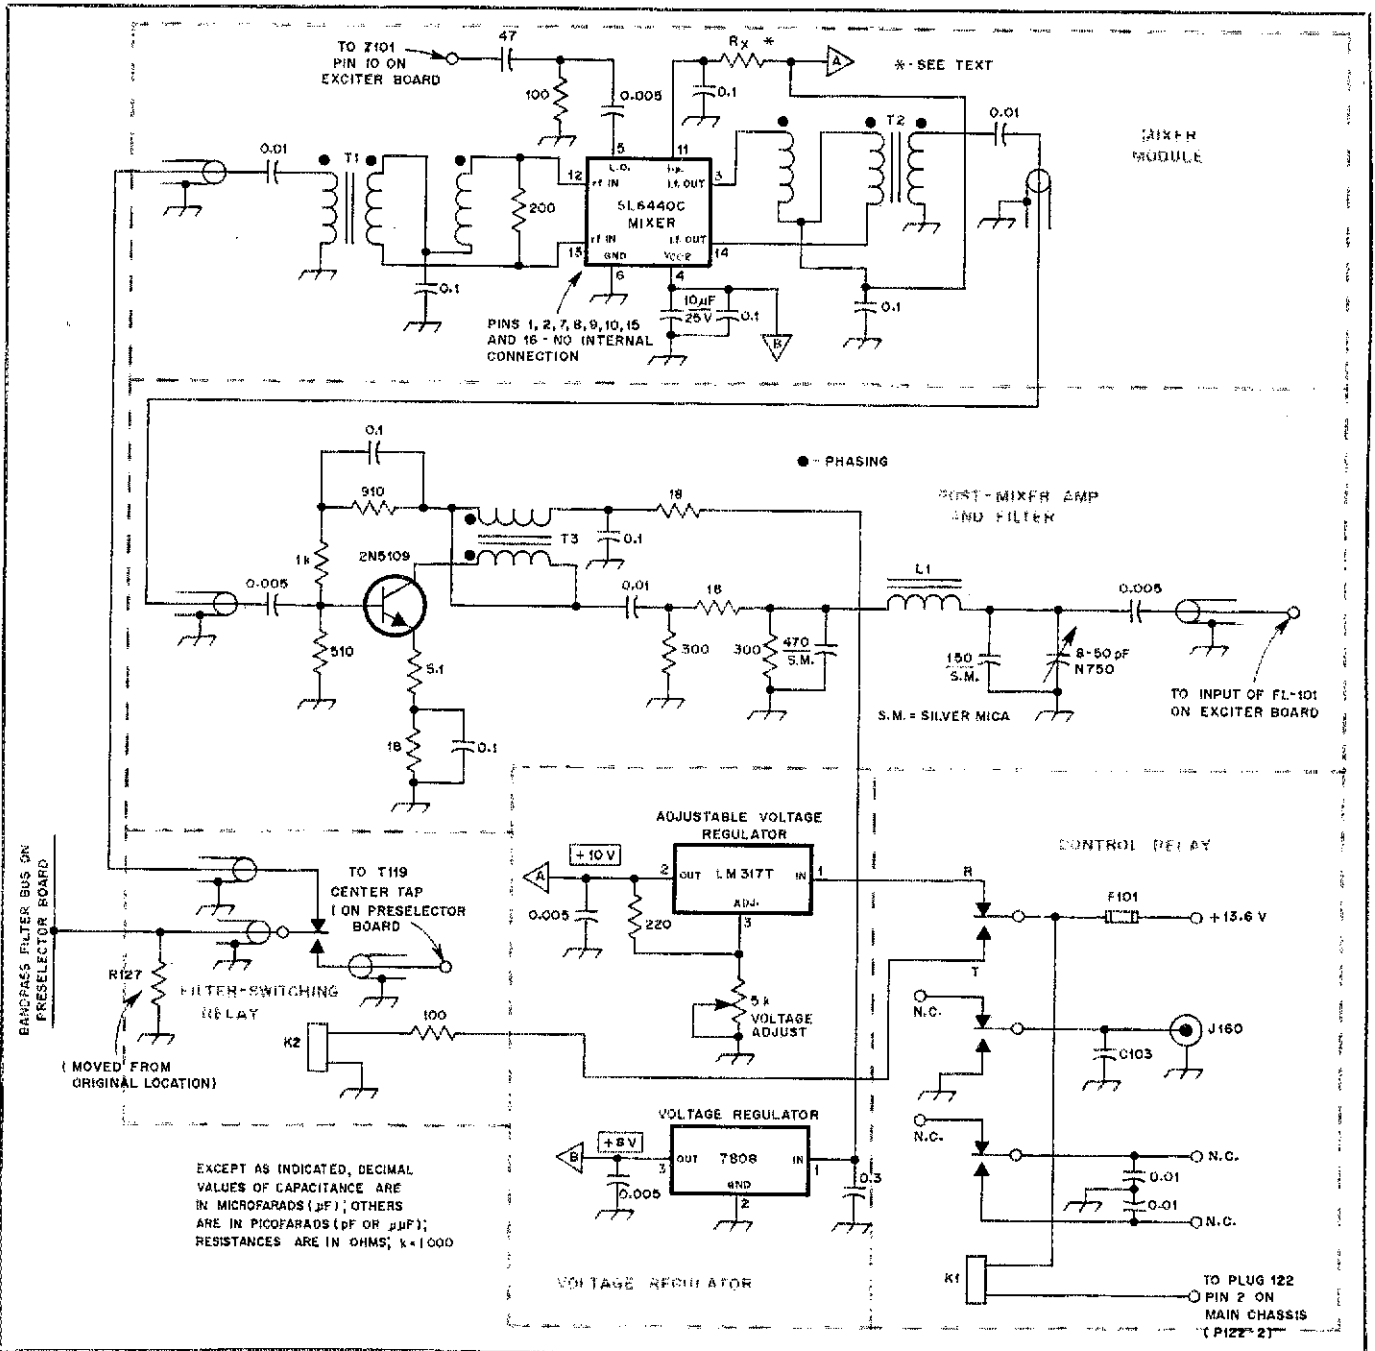 TO Z101
PIN 10 ON
EXCITER BOARD
47
100
0.005
RX *
A
*-SEE TEXT
0.1
0.01
T1
200
5
11
12
L.O.
I.P.
rf IN
I.f. OUT
3
SL6440C
MIXER
rf IN
I.f. OUT
13
14
GND
VCC2
6
4
0.1
10µF
25V
0.1
B
T2
0.01
0.1
MIXER
MODULE
PINS 1, 2, 7, 8, 9, 10, 15
AND 16 - NO INTERNAL
CONNECTION
0.1
910
1k
2N5109
0.005
510
5.1
18
0.1
T3
0.1
18
● - PHASING
POST-MIXER AMP
AND FILTER
0.01
18
300
300
470
S.M.
L1
150
S.M.
8-50 pF
N750
0.005
TO INPUT OF FL-101
ON EXCITER BOARD
S.M. = SILVER MICA
BANDPASS FILTER BUS ON
PRESELECTOR BOARD
R127
(MOVED FROM
ORIGINAL LOCATION)
TO T119
CENTER TAP
(ON PRESELECTOR
BOARD
FILTER-SWITCHING
RELAY
K2
100
ADJUSTABLE VOLTAGE
REGULATOR
A
+10 V
2
OUT
LM317T
IN
1
ADJ.
3
0.005
220
5 k
VOLTAGE
ADJUST
VOLTAGE REGULATOR
B
+8 V
3
OUT
7808
IN
1
GND
2
0.005
0.3
VOLTAGE REGULATOR
CONTROL RELAY
R
T
F101
+13.6 V
N.C.
C103
J160
N.C.
N.C.
0.01
0.01
N.C.
K1
TO PLUG 122
PIN 2 ON
MAIN CHASSIS
(P122-2)
EXCEPT AS INDICATED, DECIMAL
VALUES OF CAPACITANCE ARE
IN MICROFARADS (µF); OTHERS
ARE IN PICOFARADS (pF OR µµF);
RESISTANCES ARE IN OHMS; k=1000